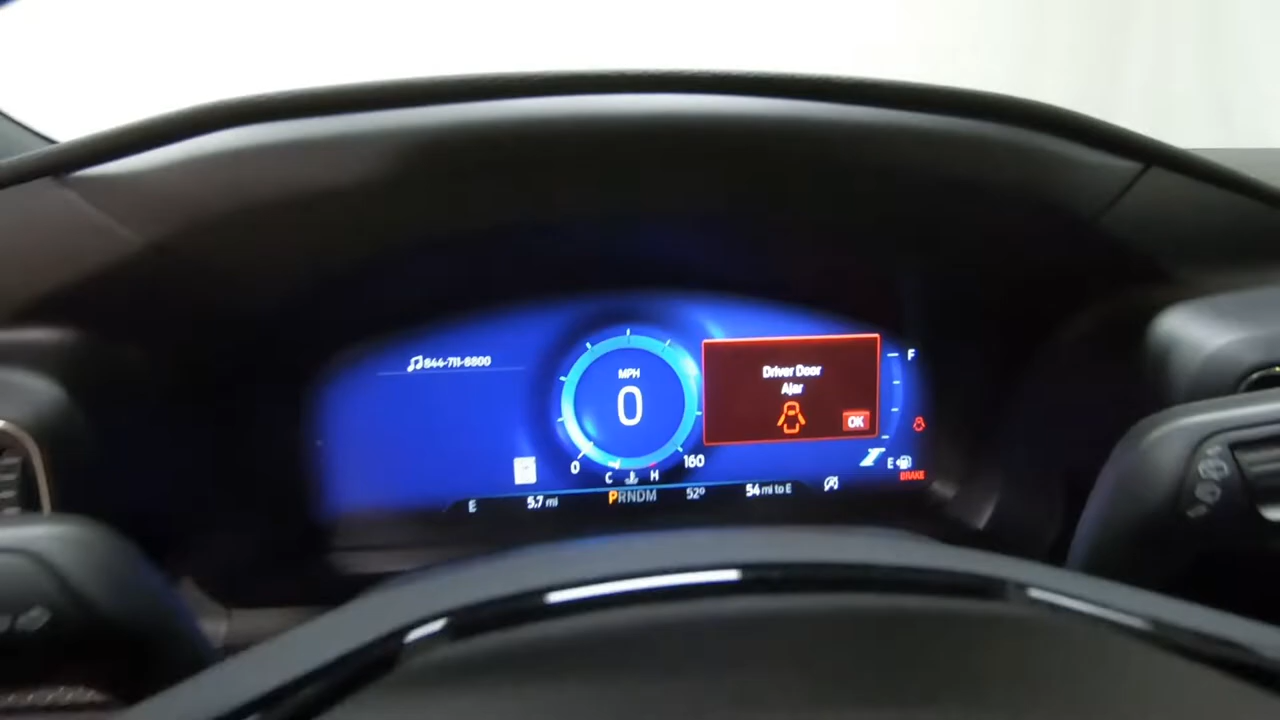 844-711-8800
MPH
0
0
160
C
H
Driver Door
Ajar
OK
F
E
BRAKE
E
5.7 mi
PRNDM
52°
54 mi to E